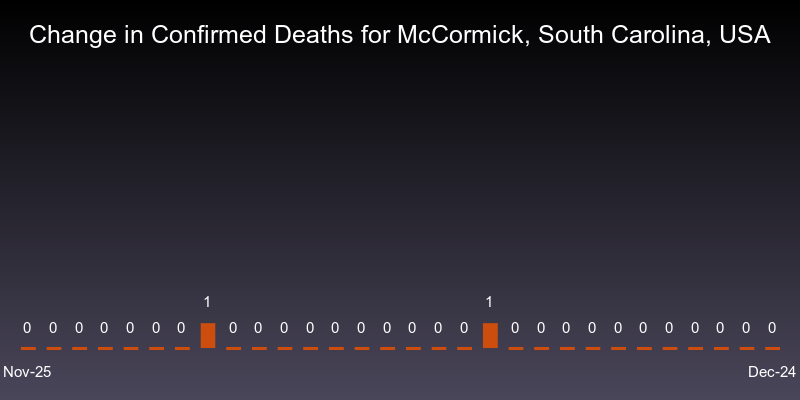 Change in Confirmed Deaths for McCormick, South Carolina, USA
1 1
0 0 0 0 0 0 0 0 0 0 0 0 0 0 0 0 0 0 0 0 0 0 0 0 0 0 0 0
Nov-25 Dec-24